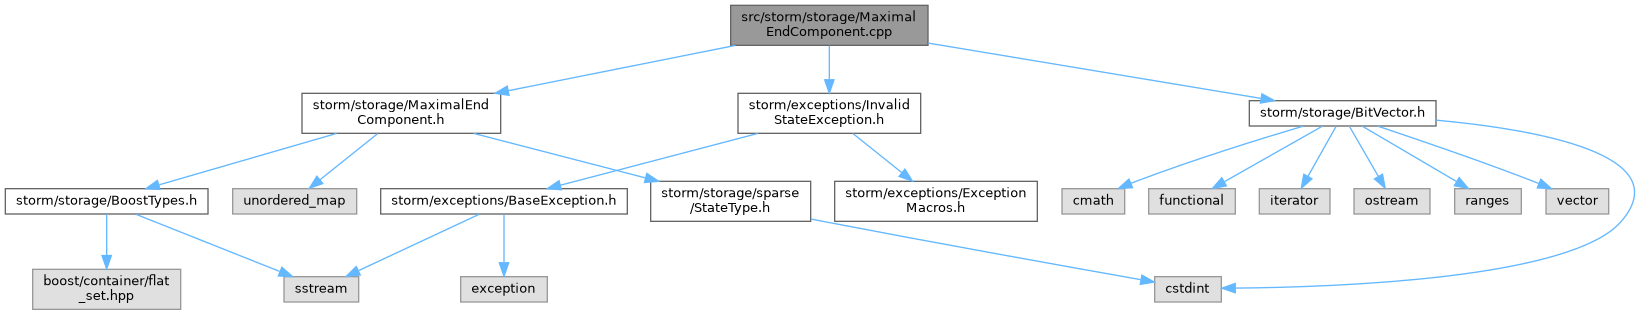 src/storm/storage/Maximal
EndComponent.cpp
storm/storage/MaximalEnd
Component.h
storm/exceptions/Invalid
StateException.h
storm/storage/BitVector.h
storm/storage/BoostTypes.h
unordered_map
storm/exceptions/BaseException.h
storm/storage/sparse
/StateType.h
storm/exceptions/Exception
Macros.h
cmath
functional
iterator
ostream
ranges
vector
boost/container/flat
_set.hpp
sstream
exception
cstdint